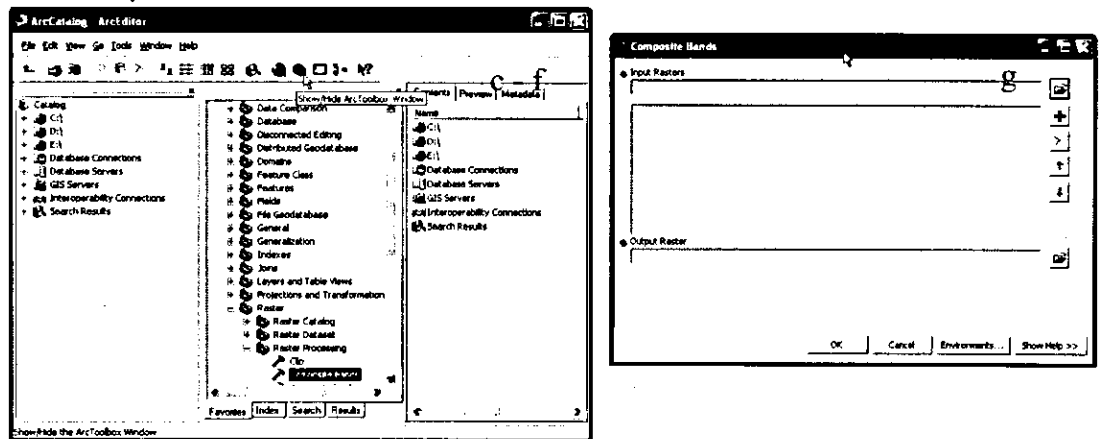 ArcCatalog ArcEditor
File Edit View Go Tools Window Help
c – f
Show/Hide ArcToolbox Window
Catalog
C:\
D:\
E:\
Database Connections
Database Servers
GIS Servers
Interoperability Connections
Search Results
Data Comparison
Database
Disconnected Editing
Distributed Geodatabase
Domains
Feature Class
Features
Fields
File Geodatabase
General
Generalization
Indexes
Joins
Layers and Table Views
Projections and Transformation
Raster
Raster Catalog
Raster Dataset
Raster Processing
Clip
Favorites Index Search Results
Contents Preview Metadata
Name
C:\
D:\
E:\
Database Connections
Database Servers
GIS Servers
Interoperability Connections
Search Results
Show/Hide the ArcToolbox Window
Composite Bands
Input Rasters
g
Output Raster
OK Cancel Environments... Show Help >>